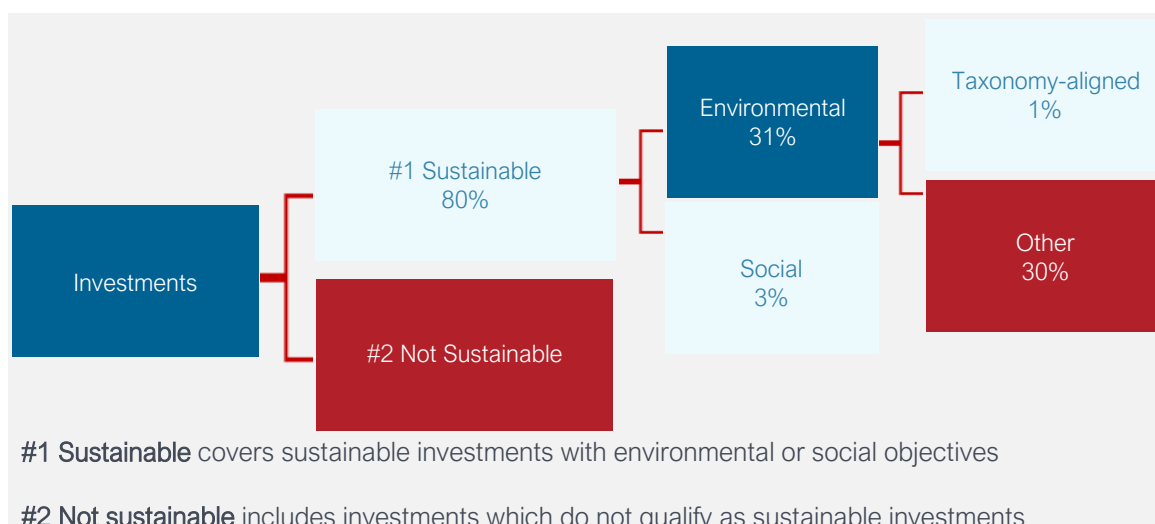 Taxonomy-aligned
1%
Environmental
31%
#1 Sustainable
80%
Other
30%
Social
3%
Investments
#2 Not Sustainable
#1 Sustainable covers sustainable investments with environmental or social objectives
#2 Not sustainable includes investments which do not qualify as sustainable investments